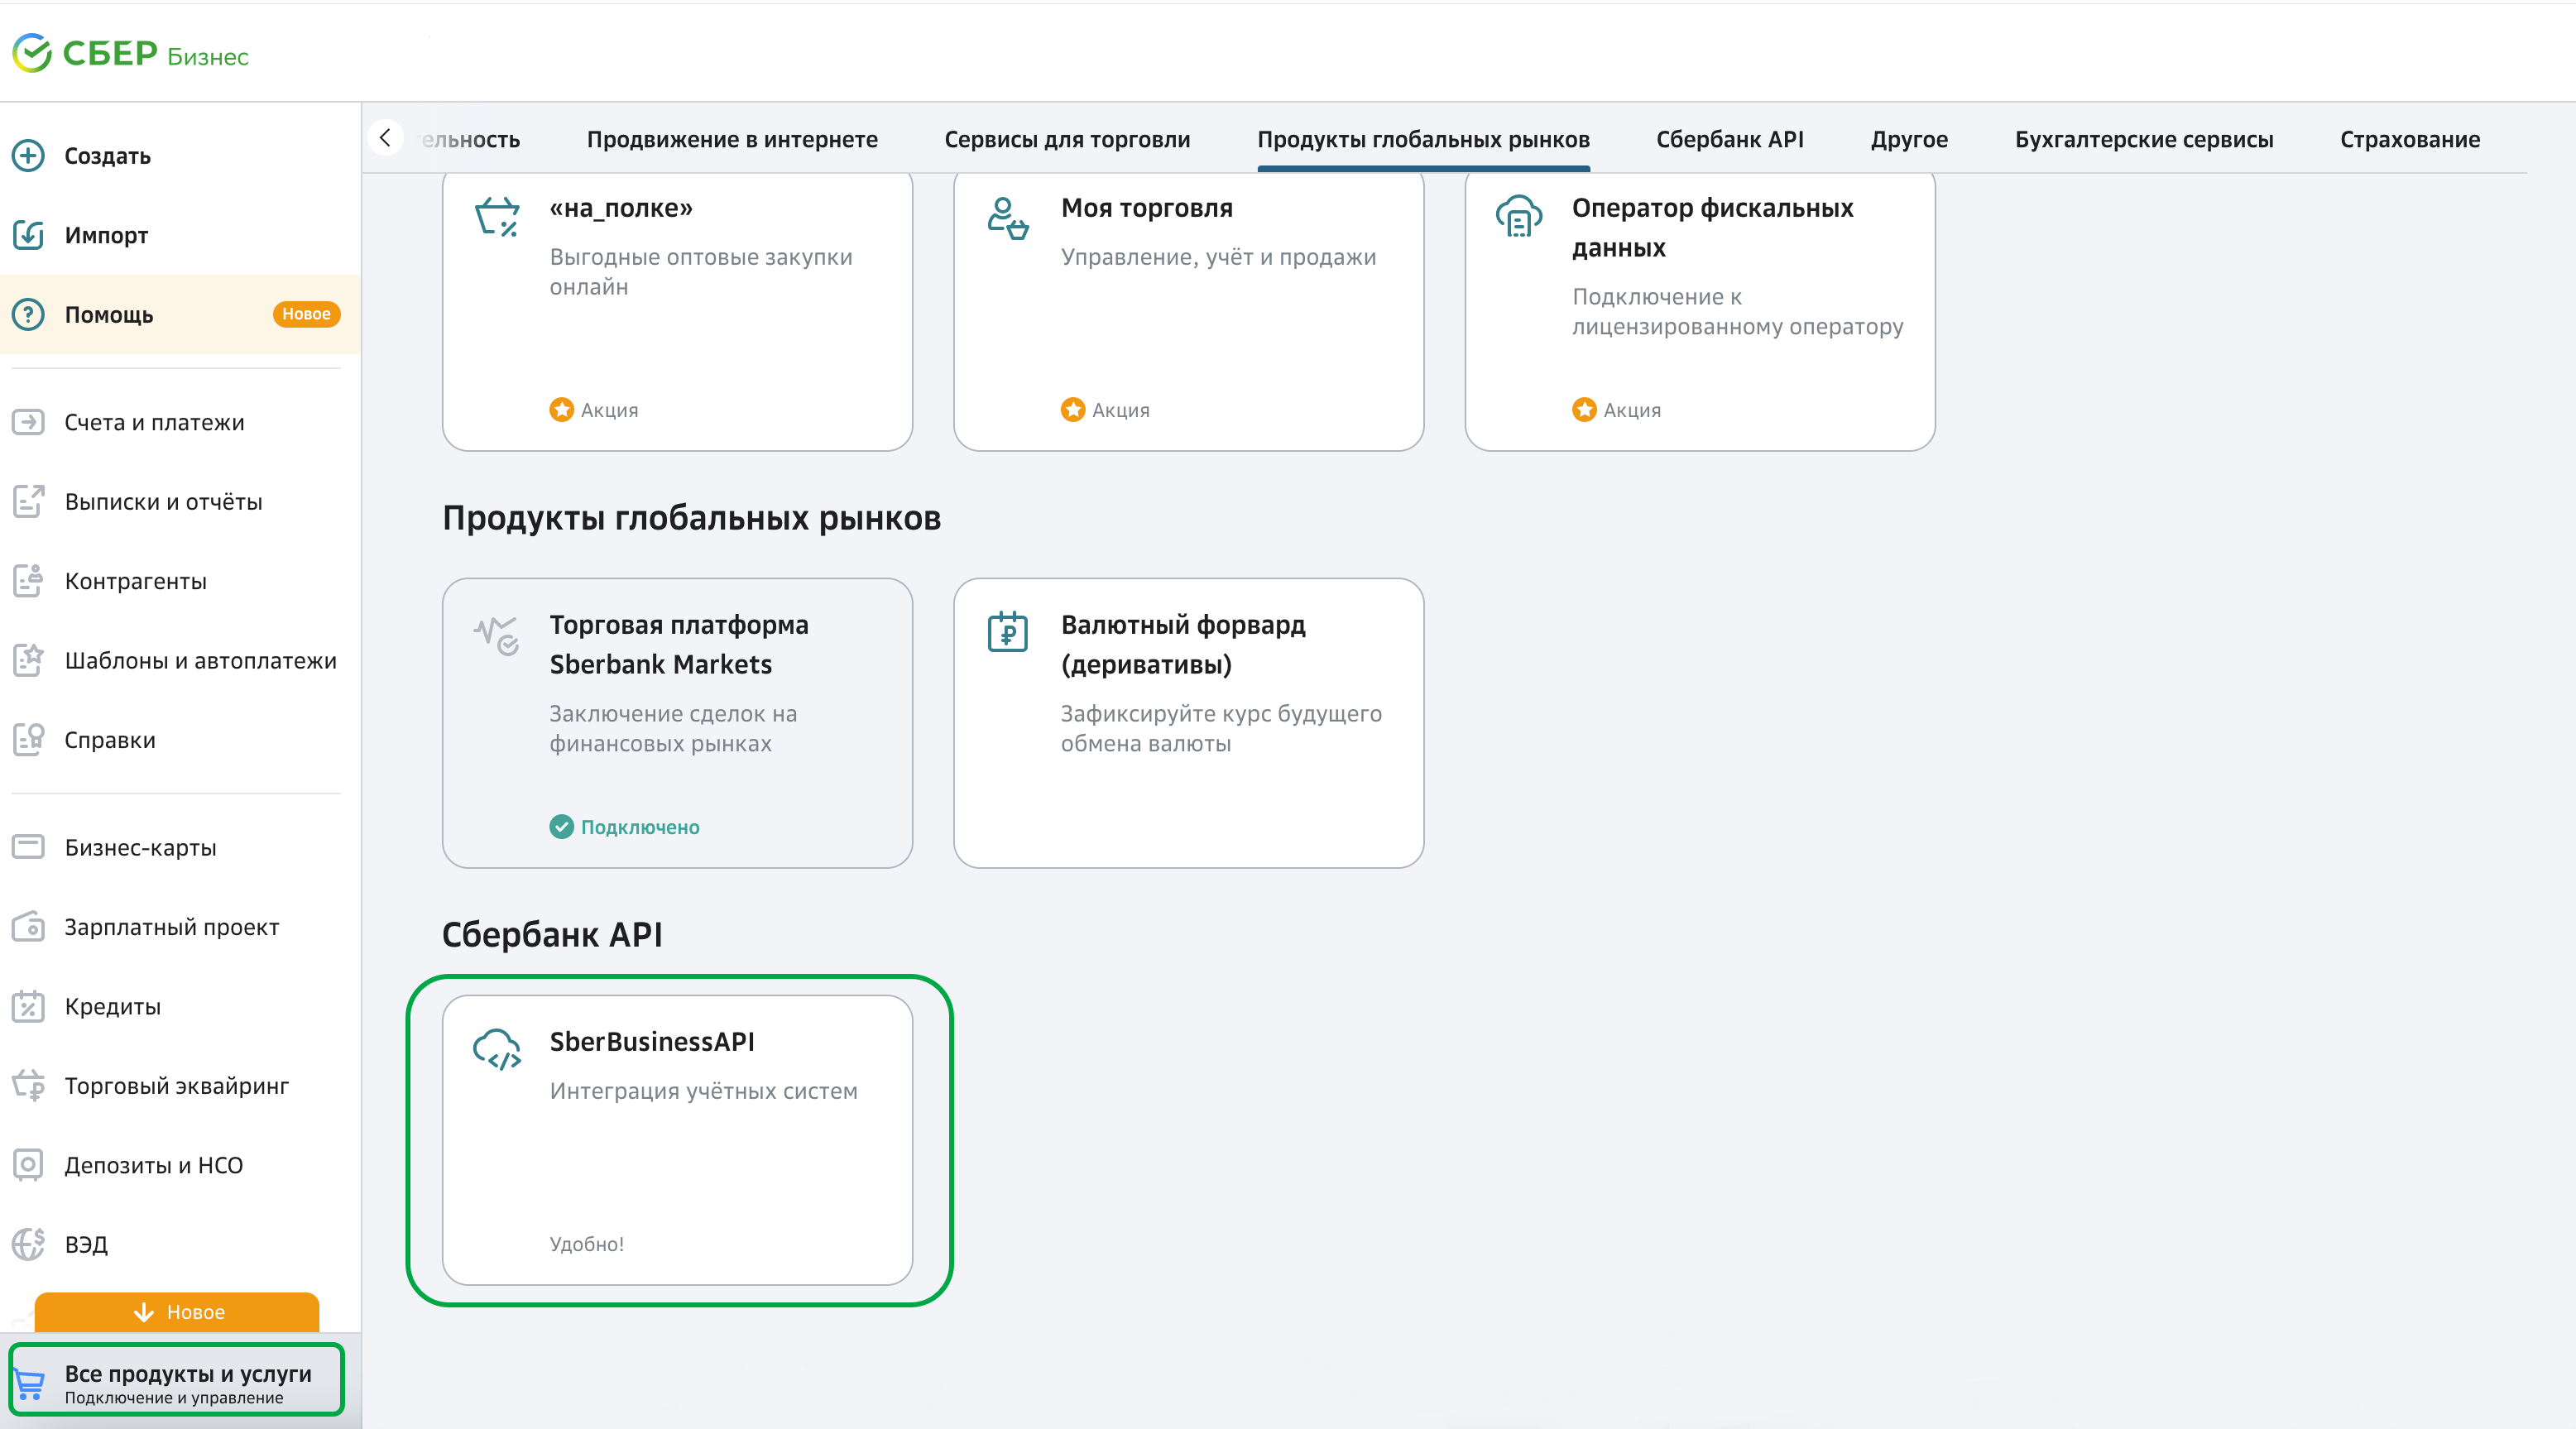 СБЕР Бизнес
Создать
Импорт
Помощь
Новое
Счета и платежи
Выписки и отчёты
Контрагенты
Шаблоны и автоплатежи
Справки
Бизнес-карты
Зарплатный проект
Кредиты
Торговый эквайринг
Депозиты и НСО
ВЭД
Новое
Все продукты и услуги
Подключение и управление
ельность
Продвижение в интернете
Сервисы для торговли
Продукты глобальных рынков
Сбербанк API
Другое
Бухгалтерские сервисы
Страхование
«на_полке»
Выгодные оптовые закупки
онлайн
Акция
Моя торговля
Управление, учёт и продажи
Акция
Оператор фискальных
данных
Подключение к
лицензированному оператору
Акция
Продукты глобальных рынков
Торговая платформа
Sberbank Markets
Заключение сделок на
финансовых рынках
Подключено
Валютный форвард
(деривативы)
Зафиксируйте курс будущего
обмена валюты
Сбербанк API
SberBusinessAPI
Интеграция учётных систем
Удобно!